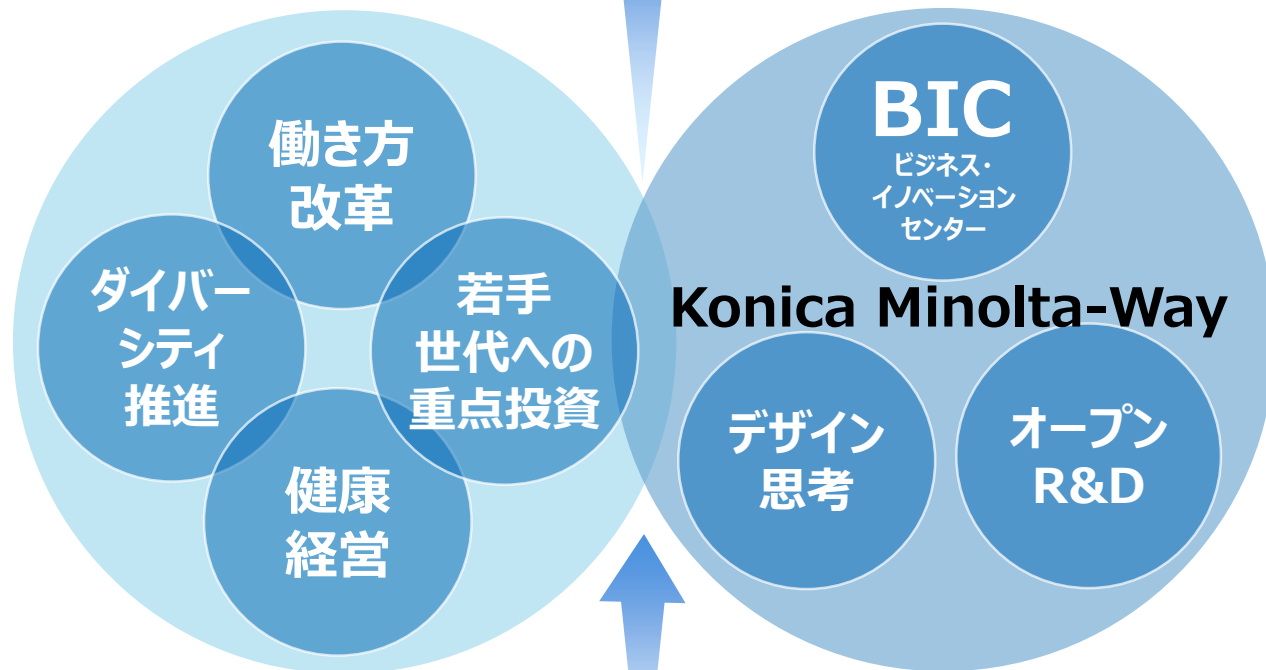 働き方
改革
ダイバー
シティ
推進
若手
世代への
重点投資
健康
経営
BIC
ビジネス・
イノベーション
センター
Konica Minolta-Way
デザイン
思考
オープン
R&D